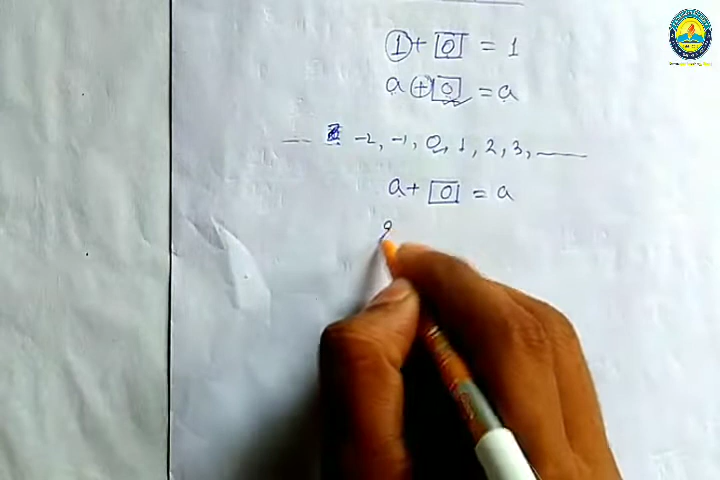 1 + 0 = 1
a + 0 = a
— -2, -1, 0, 1, 2, 3, —
a + 0 = a